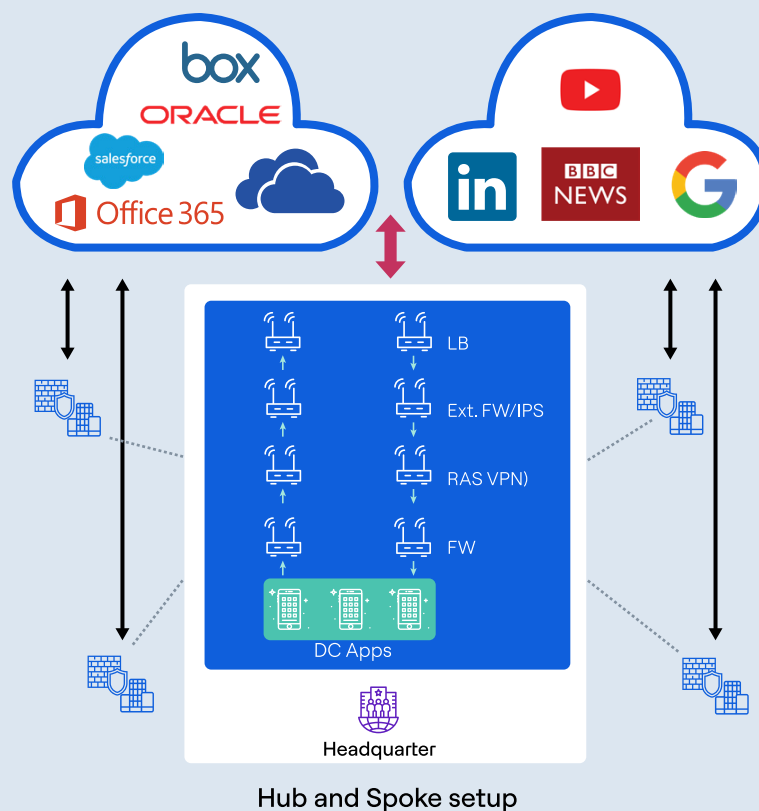 box
ORACLE
salesforce
Office 365
in
BBC
NEWS
G
LB
Ext. FW/IPS
RAS VPN)
FW
DC Apps
Headquarter
Hub and Spoke setup